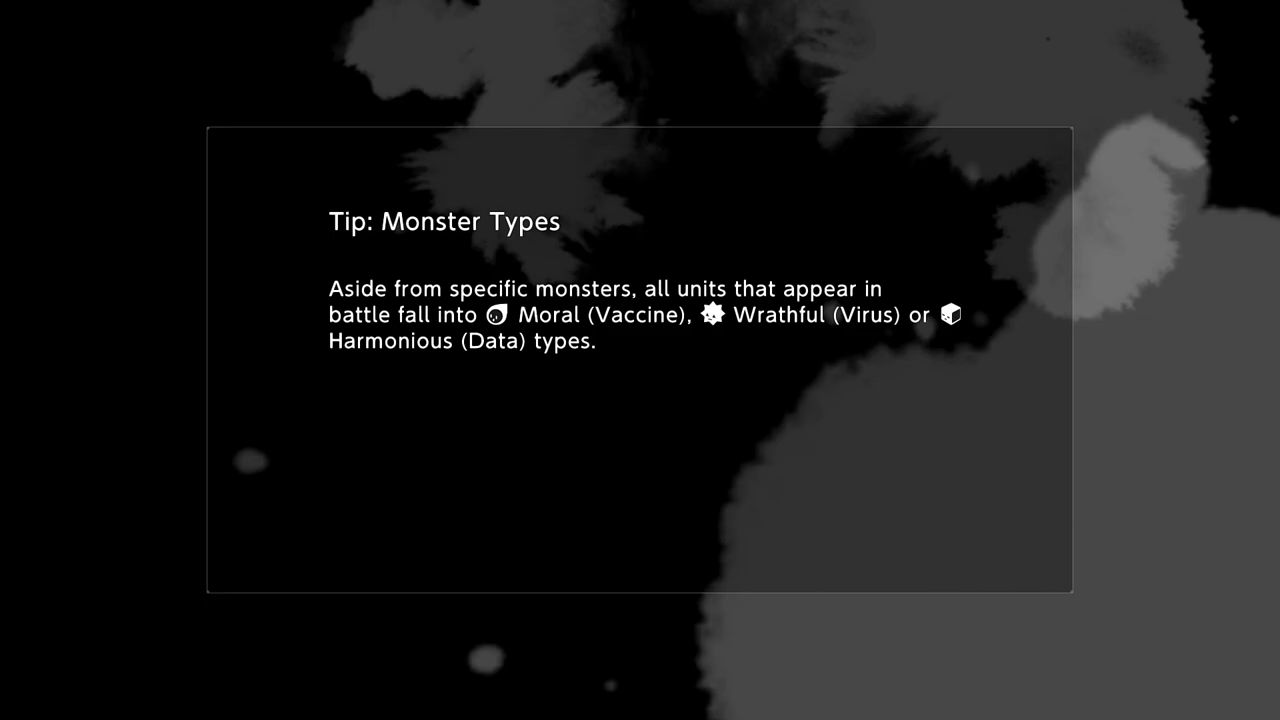 Tip: Monster Types
Aside from specific monsters, all units that appear in
battle fall into Moral (Vaccine), Wrathful (Virus) or
Harmonious (Data) types.